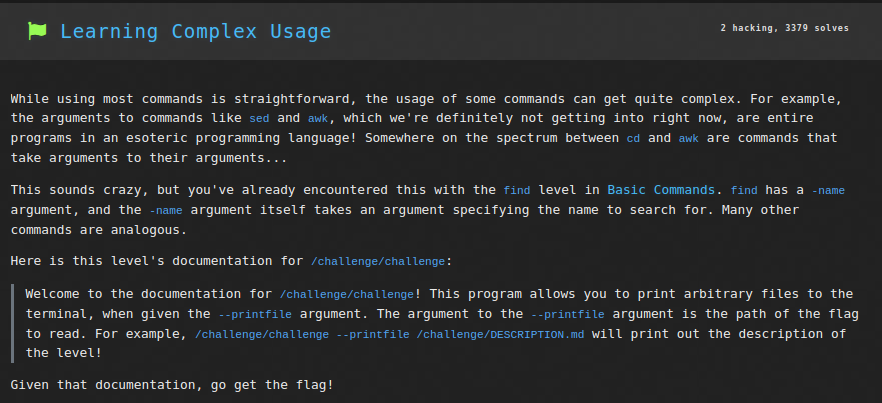 Learning Complex Usage
2 hacking, 3379 solves
While using most commands is straightforward, the usage of some commands can get quite complex. For example,
the arguments to commands like sed and awk, which we're definitely not getting into right now, are entire
programs in an esoteric programming language! Somewhere on the spectrum between cd and awk are commands that
take arguments to their arguments...
This sounds crazy, but you've already encountered this with the find level in Basic Commands. find has a -name
argument, and the -name argument itself takes an argument specifying the name to search for. Many other
commands are analogous.
Here is this level's documentation for /challenge/challenge:
Welcome to the documentation for /challenge/challenge! This program allows you to print arbitrary files to the
terminal, when given the --printfile argument. The argument to the --printfile argument is the path of the flag
to read. For example, /challenge/challenge --printfile /challenge/DESCRIPTION.md will print out the description of
the level!
Given that documentation, go get the flag!